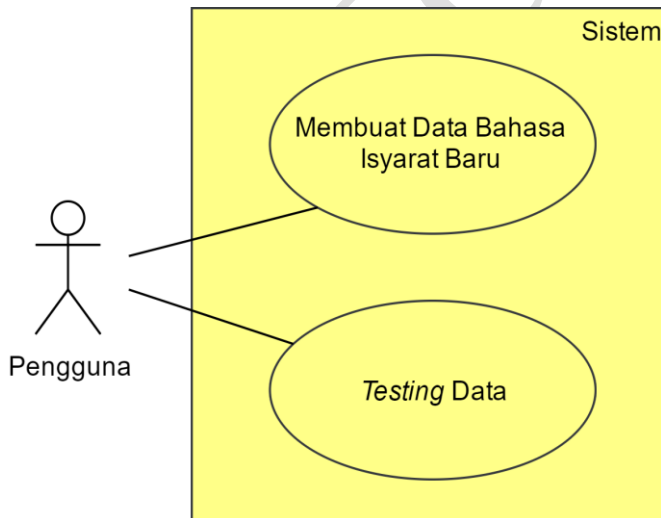 Sistem
Membuat Data Bahasa
Isyarat Baru
Pengguna
Testing Data